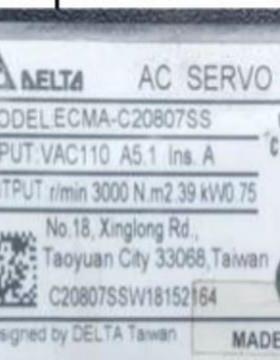 DELTA AC SERVO
ODEL:ECMA-C20807SS
PUT:VAC110 A5.1 Ins. A
TPUT r/min 3000 N.m2.39 kW0.75
No.18, Xinglong Rd.,
Taoyuan City 33068,Taiwan
C20807SSW18152164
signed by DELTA Taiwan
MADE